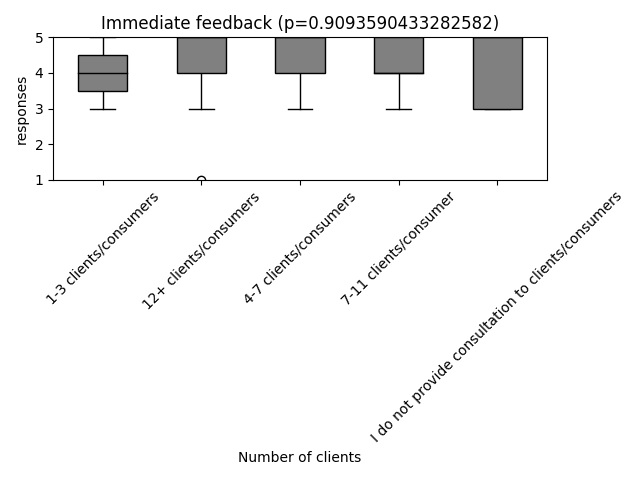 Immediate feedback (p=0.9093590433282582)
responses
5
4
3
2
1
1-3 clients/consumers
12+ clients/consumers
4-7 clients/consumers
7-11 clients/consumer
I do not provide consultation to clients/consumers
Number of clients